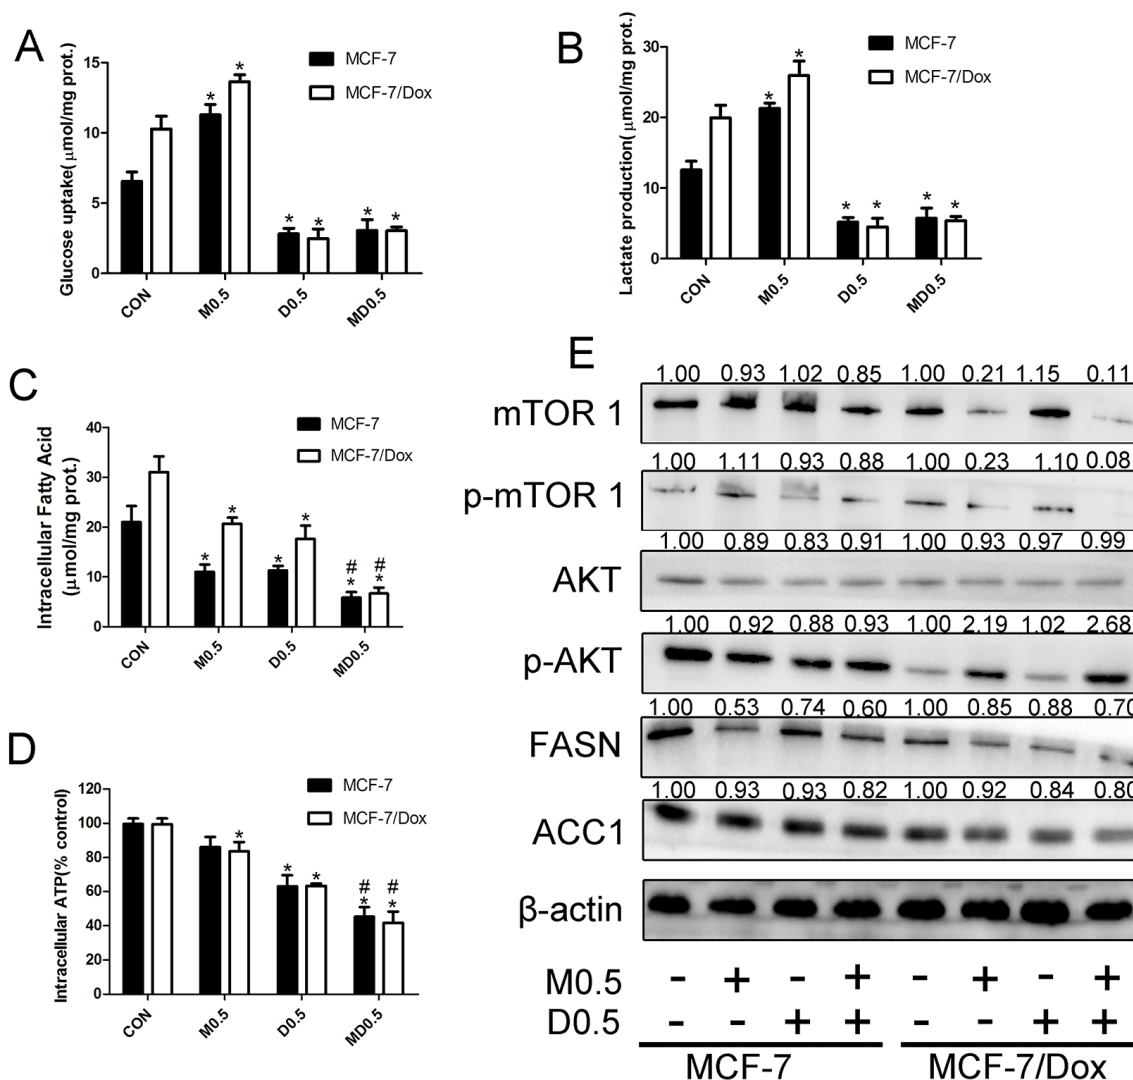 A
Glucose uptake( μmol/mg prot.)
15
10
5
0
MCF-7
MCF-7/Dox
*
*
*
*
*
*
CON
M0.5
D0.5
MD0.5
B
Lactate production( μmol/mg prot.)
30
20
10
0
MCF-7
MCF-7/Dox
*
*
*
*
*
*
CON
M0.5
D0.5
MD0.5
C
Intracellular Fatty Acid
(μmol/mg prot.)
40
30
20
10
0
MCF-7
MCF-7/Dox
*
*
*
*
# #
* *
CON
M0.5
D0.5
MD0.5
D
Intracellular ATP(% control)
120
100
80
60
40
20
0
MCF-7
MCF-7/Dox
*
*
*
# #
* *
CON
M0.5
D0.5
MD0.5
E
1.00 0.93 1.02 0.85 1.00 0.21 1.15 0.11
mTOR 1
1.00 1.11 0.93 0.88 1.00 0.23 1.10 0.08
p-mTOR 1
1.00 0.89 0.83 0.91 1.00 0.93 0.97 0.99
AKT
1.00 0.92 0.88 0.93 1.00 2.19 1.02 2.68
p-AKT
1.00 0.53 0.74 0.60 1.00 0.85 0.88 0.70
FASN
1.00 0.93 0.93 0.82 1.00 0.92 0.84 0.80
ACC1
β-actin
M0.5 - + - + - + - +
D0.5 - - + + - - + +
MCF-7 MCF-7/Dox